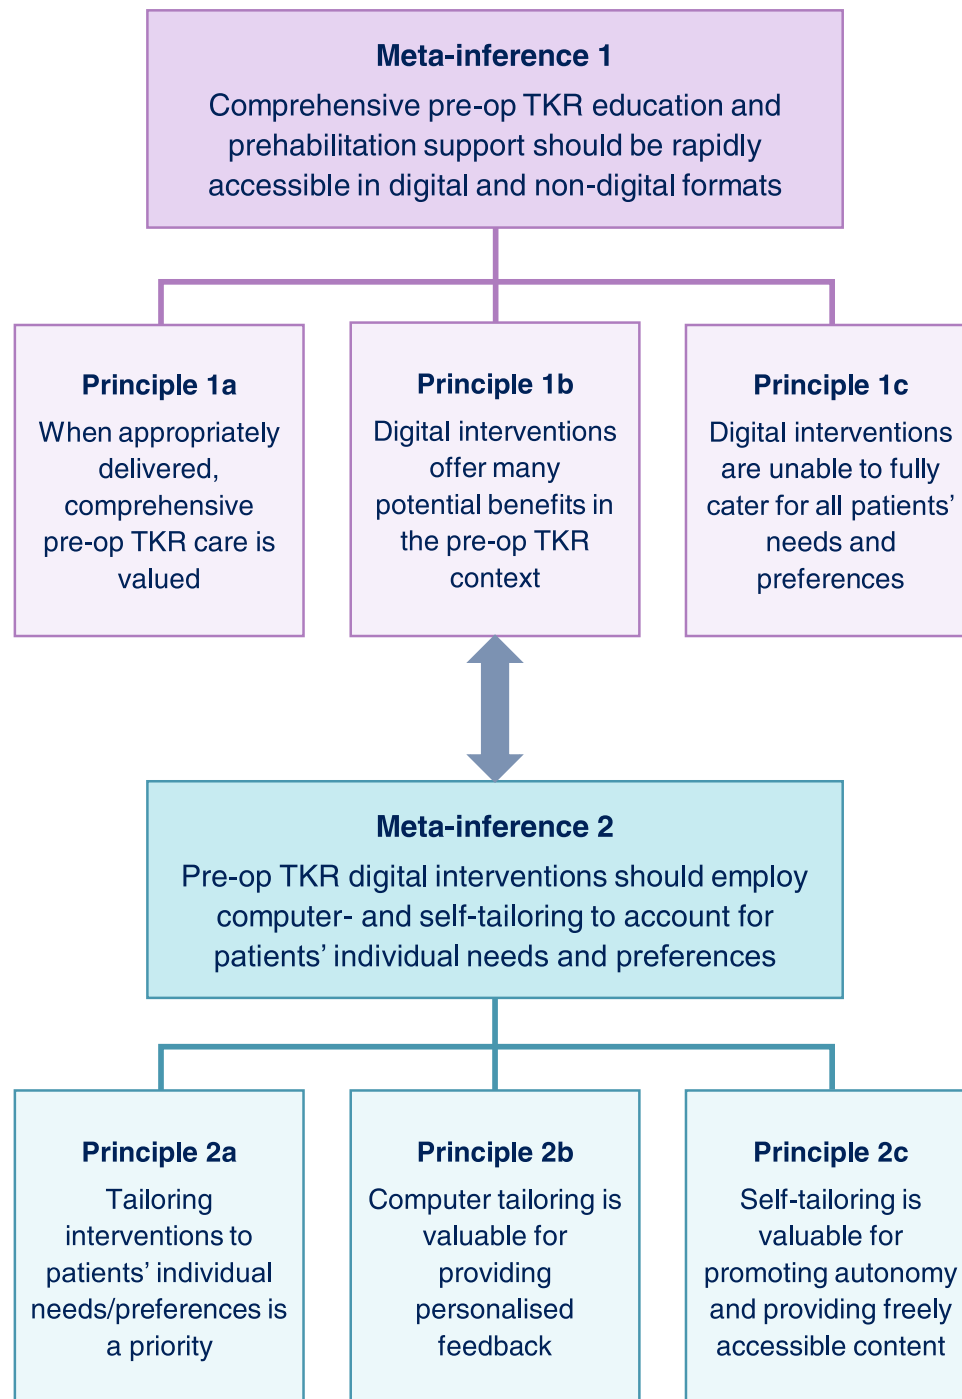 Meta-inference 1
Comprehensive pre-op TKR education and
prehabilitation support should be rapidly
accessible in digital and non-digital formats
Principle 1a
When appropriately
delivered,
comprehensive
pre-op TKR care is
valued
Principle 1b
Digital interventions
offer many
potential benefits in
the pre-op TKR
context
Principle 1c
Digital interventions
are unable to fully
cater for all patients’
needs and
preferences
Meta-inference 2
Pre-op TKR digital interventions should employ
computer- and self-tailoring to account for
patients’ individual needs and preferences
Principle 2a
Tailoring
interventions to
patients’ individual
needs/preferences is
a priority
Principle 2b
Computer tailoring is
valuable for
providing
personalised
feedback
Principle 2c
Self-tailoring is
valuable for
promoting autonomy
and providing freely
accessible content